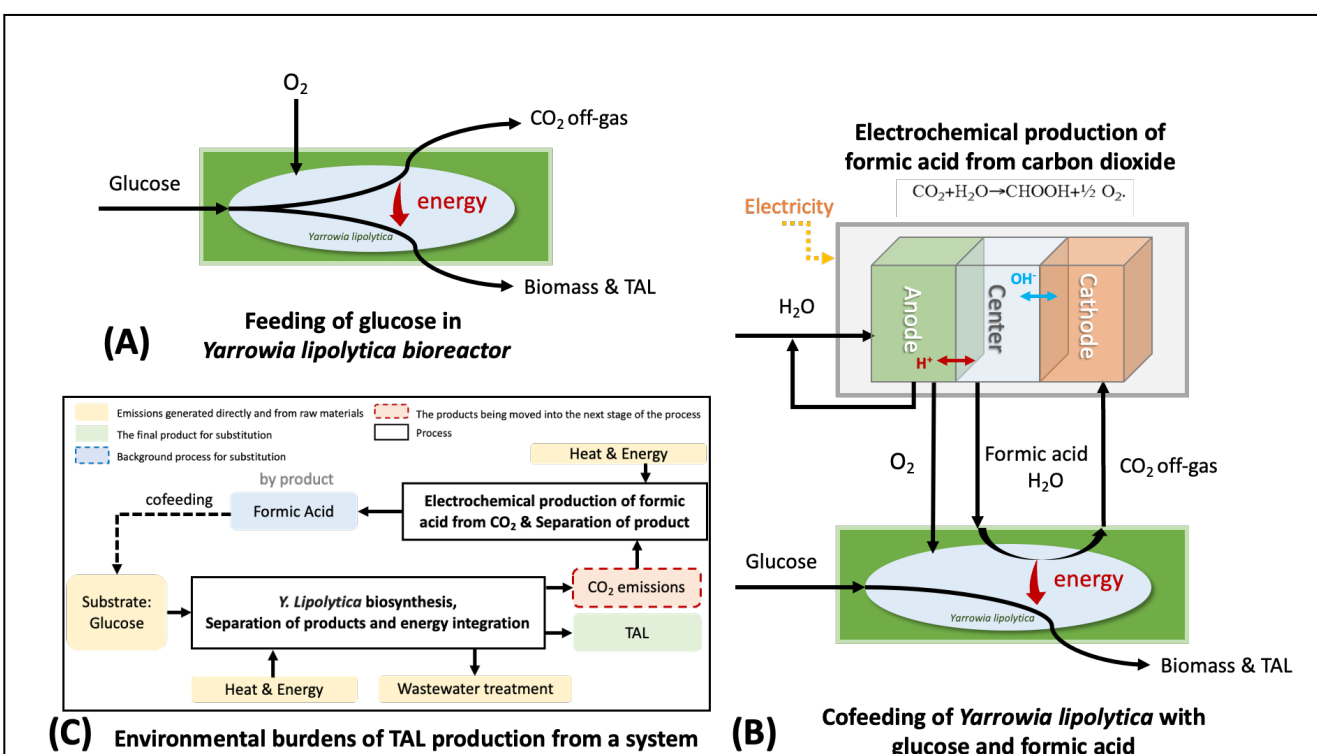 O₂
CO₂ off-gas
Glucose
energy
Yarrowia lipolytica
Biomass & TAL
(A)
Feeding of glucose in
Yarrowia lipolytica bioreactor
Electrochemical production of
formic acid from carbon dioxide
CO₂+H₂O→CHOOH+½ O₂.
Electricity
H₂O
Anode
Center
Cathode
OH⁻
H⁺
O₂
Formic acid
H₂O
CO₂ off-gas
Glucose
energy
Yarrowia lipolytica
Biomass & TAL
(B)
Cofeeding of Yarrowia lipolytica with
glucose and formic acid
Emissions generated directly and from raw materials
The final product for substitution
Background process for substitution
The products being moved into the next stage of the process
Process
Heat & Energy
by product
cofeeding
Formic Acid
Electrochemical production of formic
acid from CO₂ & Separation of product
Substrate:
Glucose
Y. Lipolytica biosynthesis,
Separation of products and energy integration
CO₂ emissions
TAL
Heat & Energy
Wastewater treatment
(C)
Environmental burdens of TAL production from a system